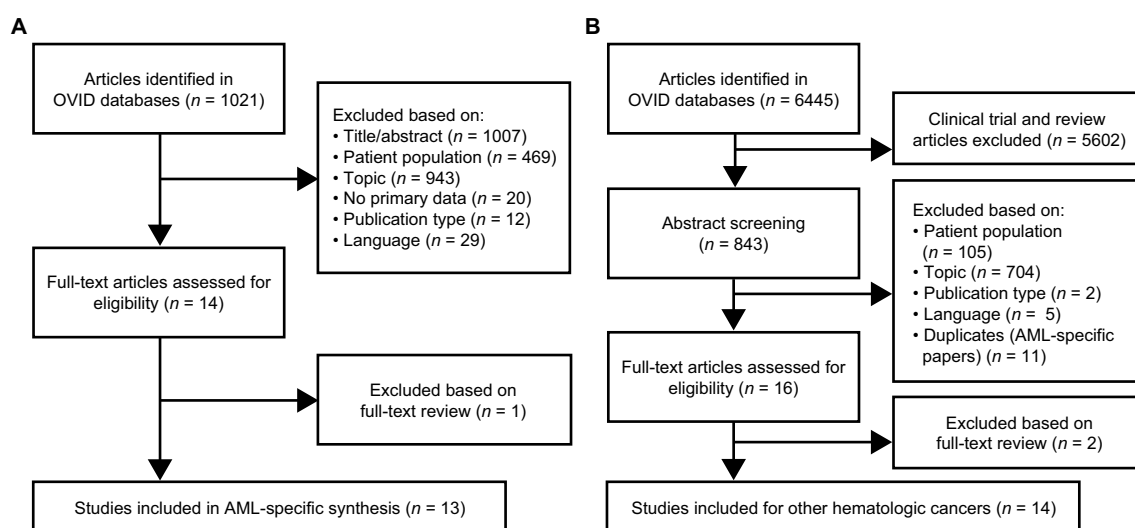 A
Articles identified in
OVID databases (n = 1021)
Excluded based on:
• Title/abstract (n = 1007)
• Patient population (n = 469)
• Topic (n = 943)
• No primary data (n = 20)
• Publication type (n = 12)
• Language (n = 29)
Full-text articles assessed for
eligibility (n = 14)
Excluded based on
full-text review (n = 1)
Studies included in AML-specific synthesis (n = 13)
B
Articles identified in
OVID databases (n = 6445)
Clinical trial and review
articles excluded (n = 5602)
Abstract screening
(n = 843)
Excluded based on:
• Patient population
(n = 105)
• Topic (n = 704)
• Publication type (n = 2)
• Language (n = 5)
• Duplicates (AML-specific
papers) (n = 11)
Full-text articles assessed for
eligibility (n = 16)
Excluded based on
full-text review (n = 2)
Studies included for other hematologic cancers (n = 14)